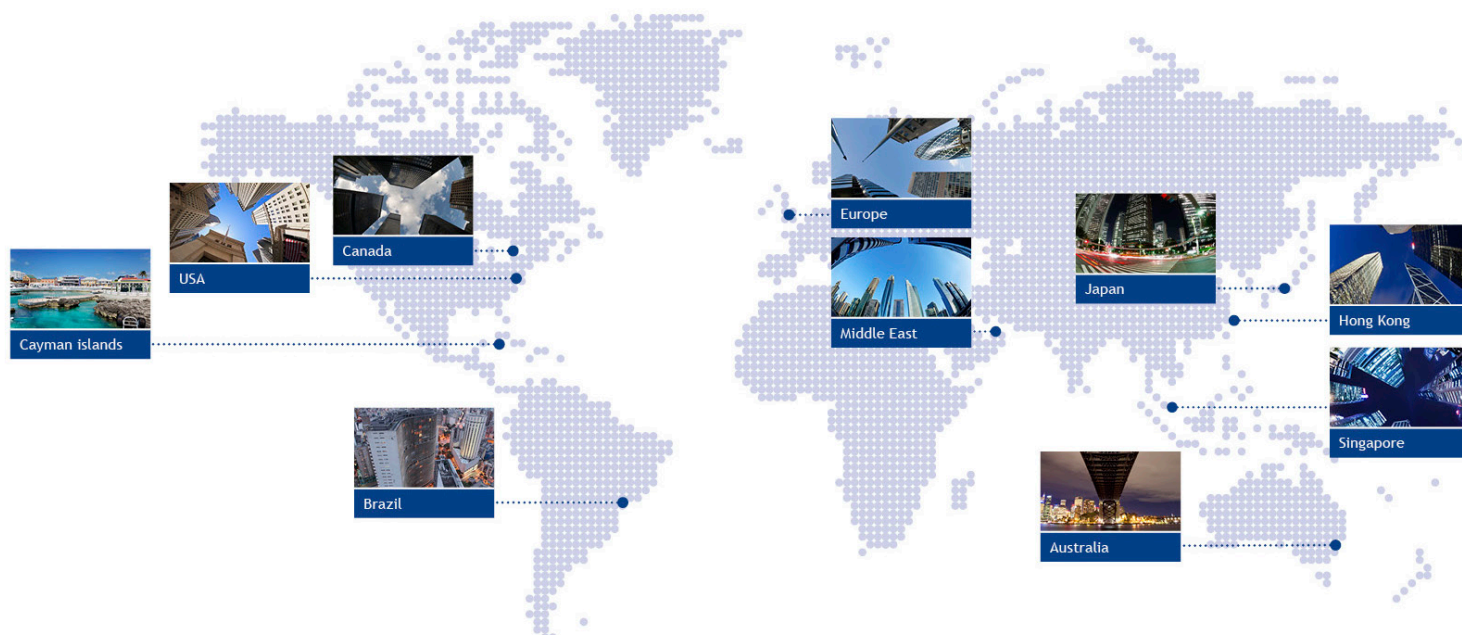 Canada
USA
Cayman islands
Brazil
Europe
Middle East
Japan
Hong Kong
Singapore
Australia